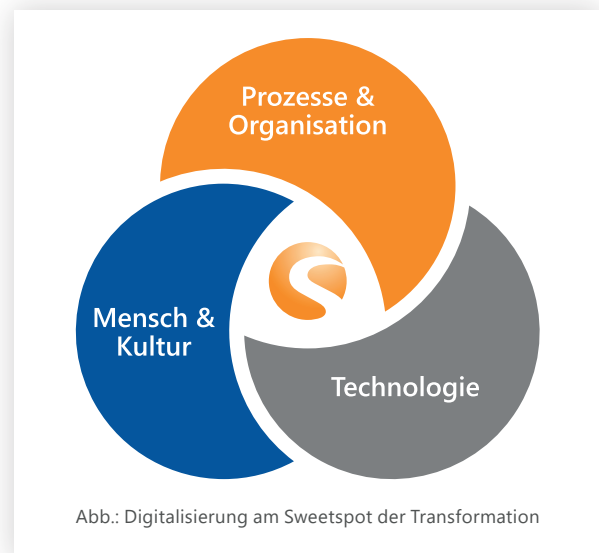 Prozesse &
Organisation
Mensch &
Kultur
Technologie
Abb.: Digitalisierung am Sweetspot der Transformation